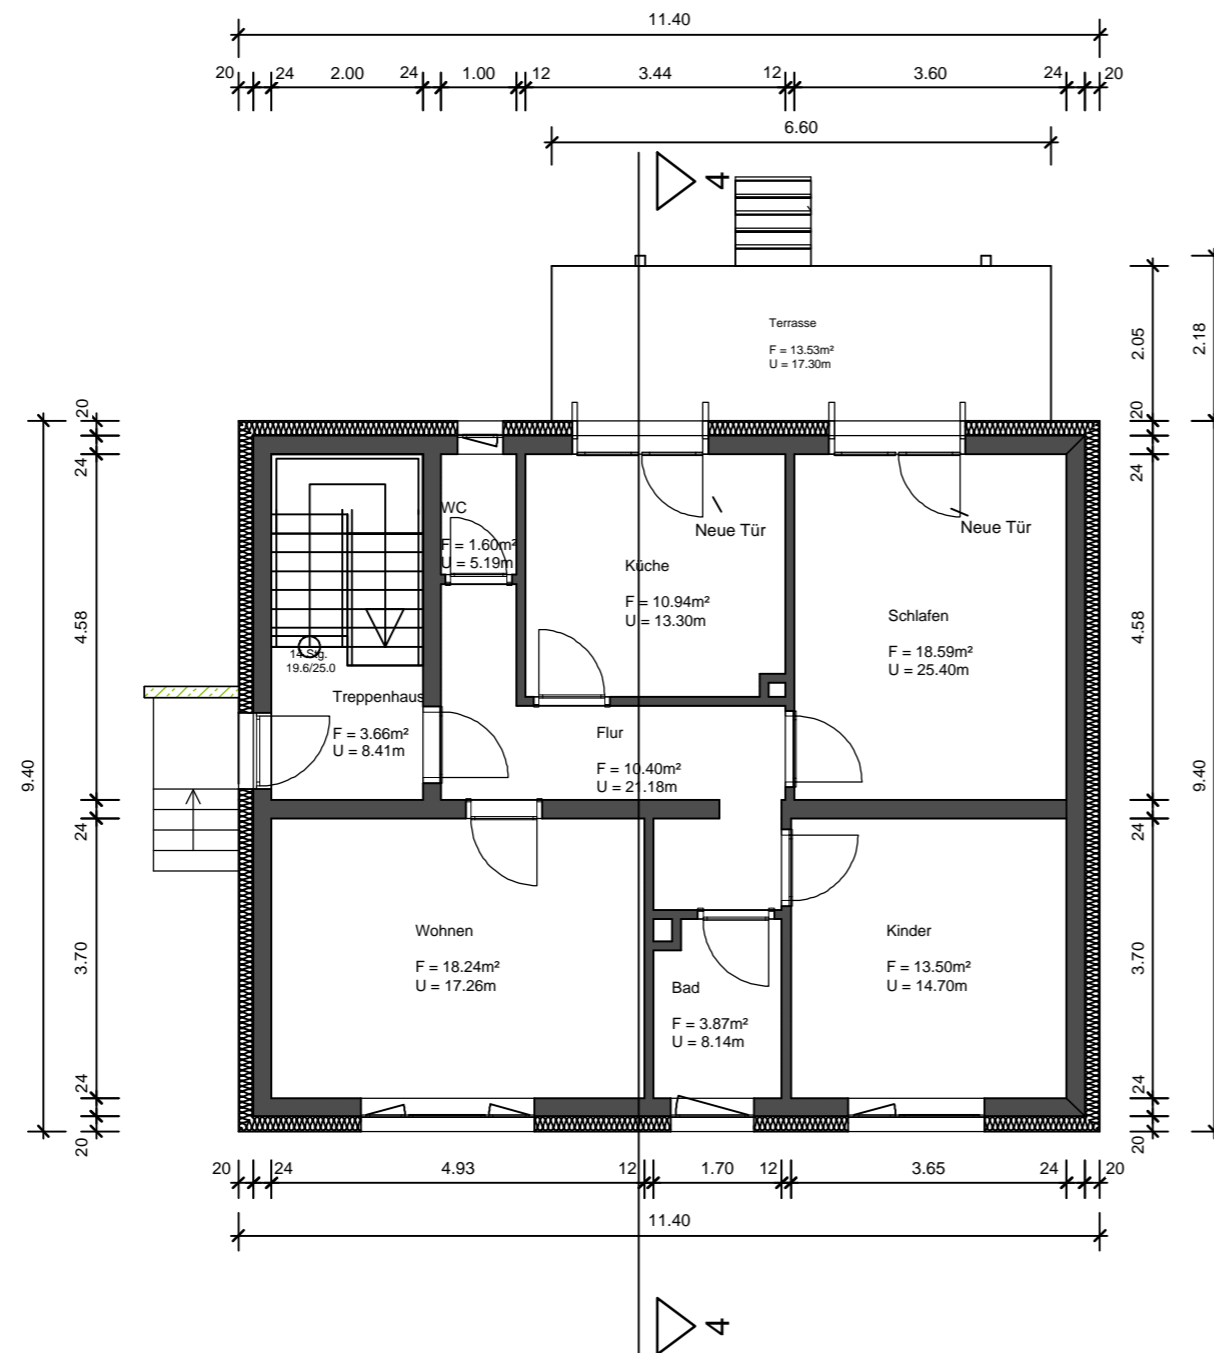 11.40
20 24 2.00 24 1.00 12 3.44 12 3.60 24 20
6.60
4
2.05
2.18
Terrasse
F = 13.53m²
U = 17.30m
20
20
24
24
WC
F = 1.60m²
U = 5.19m
Neue Tür
Neue Tür
Küche
F = 10.94m²
U = 13.30m
Schlafen
F = 18.59m²
U = 25.40m
4.58
4.58
14 Stg.
19.6/25.0
Treppenhaus
F = 3.66m²
U = 8.41m
Flur
F = 10.40m²
U = 21.18m
9.40
9.40
24
24
Wohnen
F = 18.24m²
U = 17.26m
Kinder
F = 13.50m²
U = 14.70m
3.70
3.70
Bad
F = 3.87m²
U = 8.14m
24
24
20
20
20 24 4.93 12 1.70 12 3.65 24 20
11.40
4